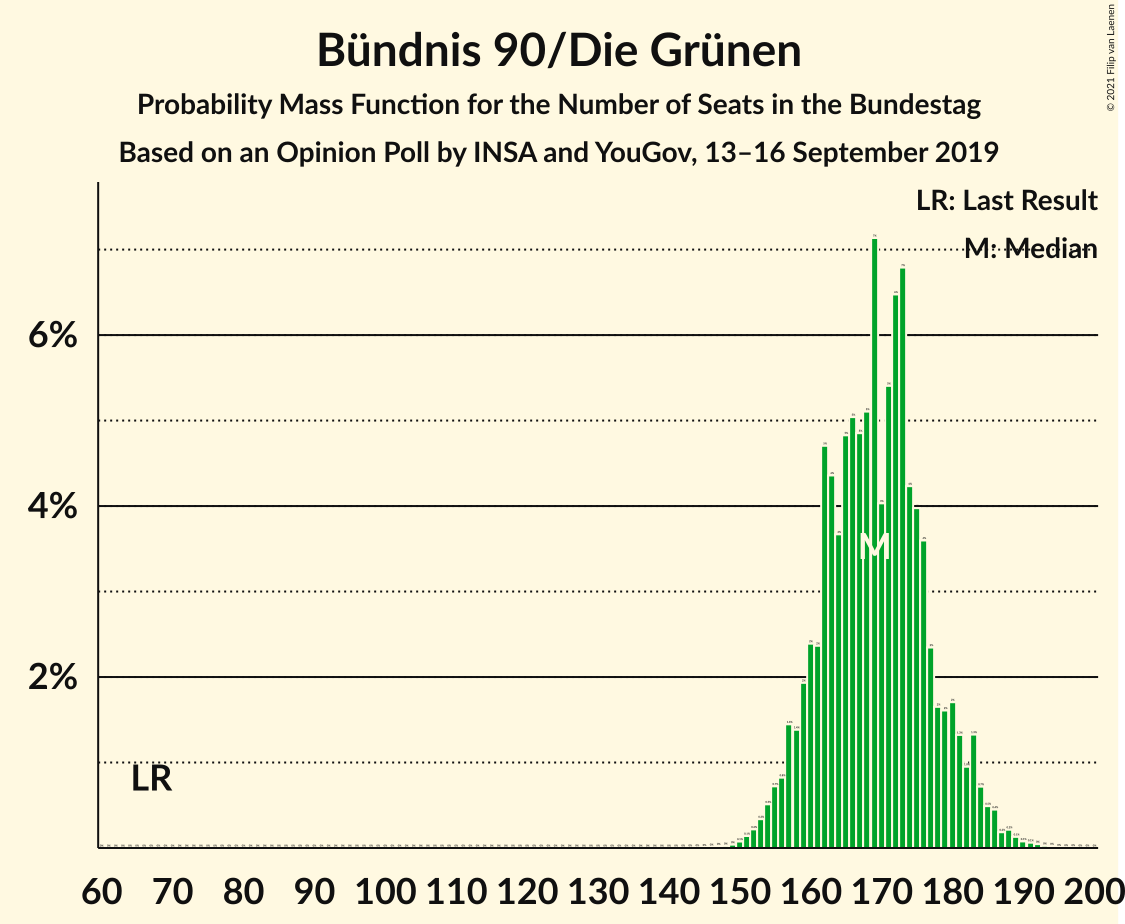 Bündnis 90/Die Grünen
Probability Mass Function for the Number of Seats in the Bundestag
Based on an Opinion Poll by INSA and YouGov, 13–16 September 2019
© 2021 Filip van Laenen
LR: Last Result
M: Median
6%
4%
2%
M
LR
60 70 80 90 100 110 120 130 140 150 160 170 180 190 200